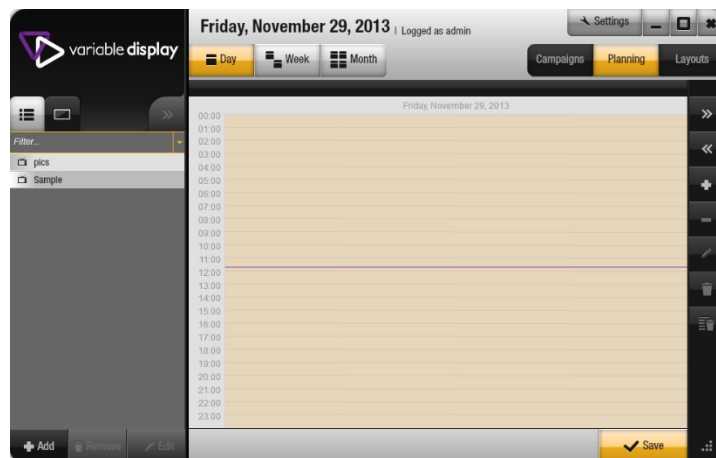 variable display
Friday, November 29, 2013 | Logged as admin
Settings
Day
Week
Month
Campaigns
Planning
Layouts
Filter...
pics
Sample
Friday, November 29, 2013
00:00
01:00
02:00
03:00
04:00
05:00
06:00
07:00
08:00
09:00
10:00
11:00
12:00
13:00
14:00
15:00
16:00
17:00
18:00
19:00
20:00
21:00
22:00
23:00
Add
Remove
Edit
Save